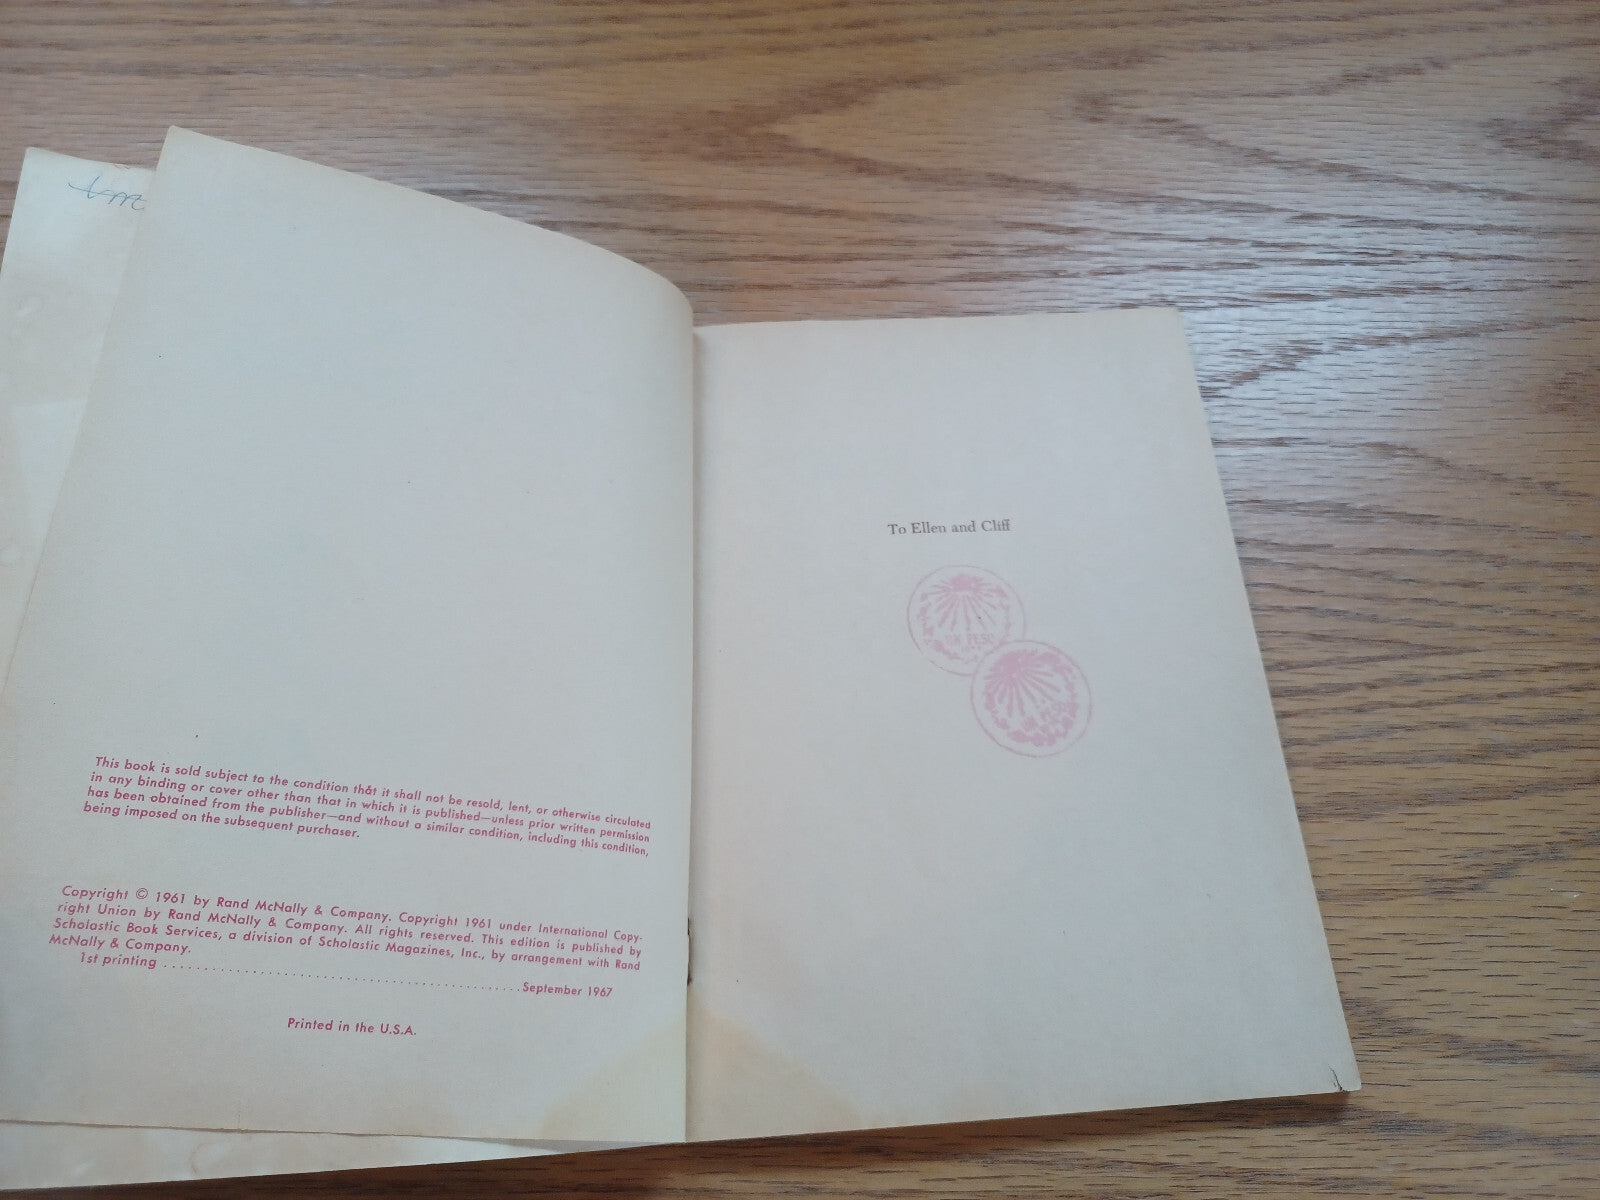 This book is sold subject to the condition that it shall not be resold, lent, or otherwise circulated
in any binding or cover other than that in which it is published—unless prior written permission
has been obtained from the publisher—and without a similar condition, including this condition,
being imposed on the subsequent purchaser.
Copyright © 1961 by Rand McNally & Company. Copyright 1961 under International Copy-
right Union by Rand McNally & Company. All rights reserved. This edition is published by
Scholastic Book Services, a division of Scholastic Magazines, Inc., by arrangement with Rand
McNally & Company.
1st printing ............................................September 1967
Printed in the U.S.A.
To Ellen and Cliff
UN PESO
UN PESO